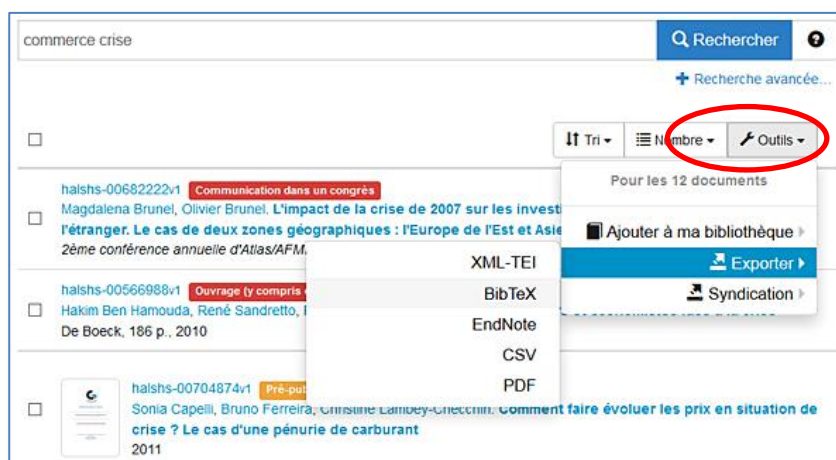 commerce crise
Rechercher
Recherche avancée...
Tri
Nombre
Outils
Pour les 12 documents
Ajouter à ma bibliothèque
Exporter
Syndication
XML-TEI
BibTeX
EndNote
CSV
PDF
halshs-00682222v1 Communication dans un congrès
Magdalena Brunel, Olivier Brunel. L'impact de la crise de 2007 sur les
l'étranger. Le cas de deux zones géographiques : l'Europe de l'Est et
2ème conférence annuelle d'Atlas/AFM
halshs-00566988v1 Ouvrage (y compris
Hakim Ben Hamouda, René Sandretto,
De Boeck, 186 p., 2010
halshs-00704874v1
Sonia Capelli, Bruno Ferreira, Christine Lambey-Checchin. Comment faire évoluer les prix en situation de
crise ? Le cas d'une pénurie de carburant
2011